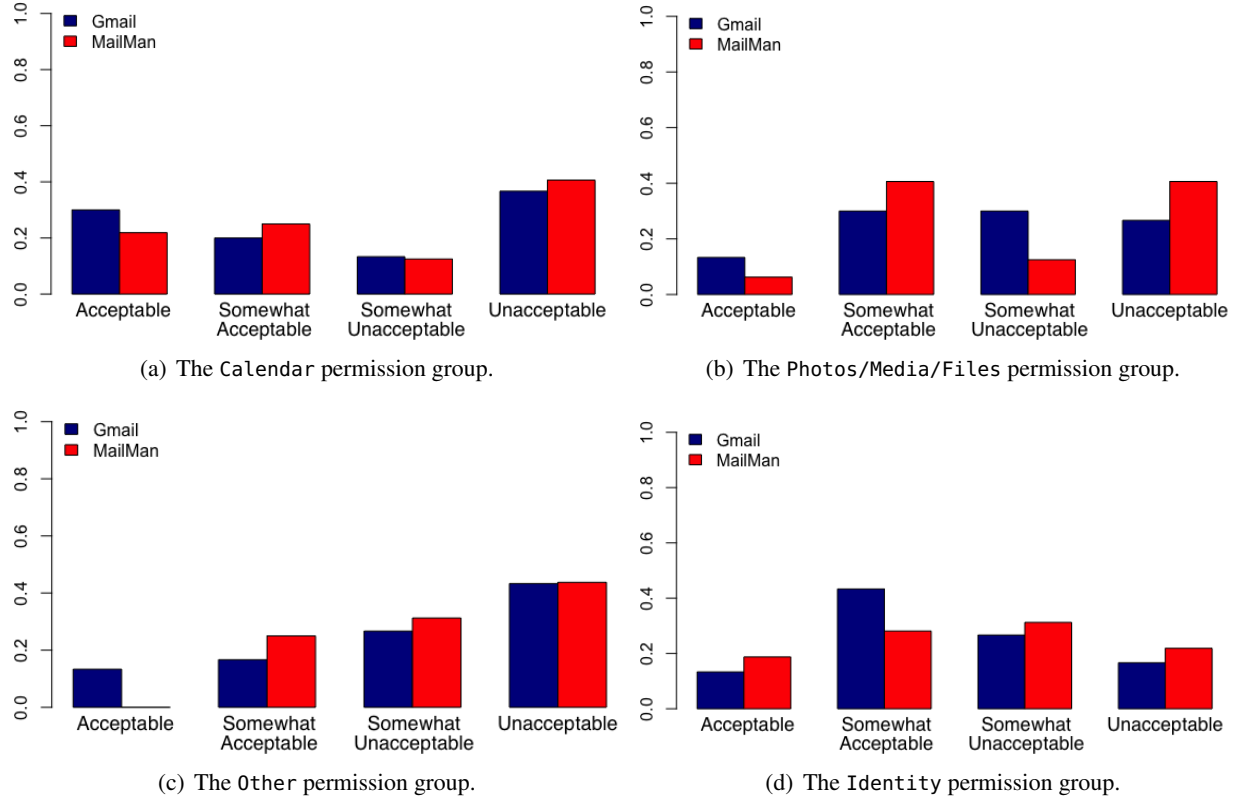 1.0
0.8
0.6
0.4
0.2
0.0
Gmail
MailMan
Acceptable
Somewhat
Acceptable
Somewhat
Unacceptable
Unacceptable
(a) The Calendar permission group.
1.0
0.8
0.6
0.4
0.2
0.0
Gmail
MailMan
Acceptable
Somewhat
Acceptable
Somewhat
Unacceptable
Unacceptable
(b) The Photos/Media/Files permission group.
1.0
0.8
0.6
0.4
0.2
0.0
Gmail
MailMan
Acceptable
Somewhat
Acceptable
Somewhat
Unacceptable
Unacceptable
(c) The Other permission group.
1.0
0.8
0.6
0.4
0.2
0.0
Gmail
MailMan
Acceptable
Somewhat
Acceptable
Somewhat
Unacceptable
Unacceptable
(d) The Identity permission group.